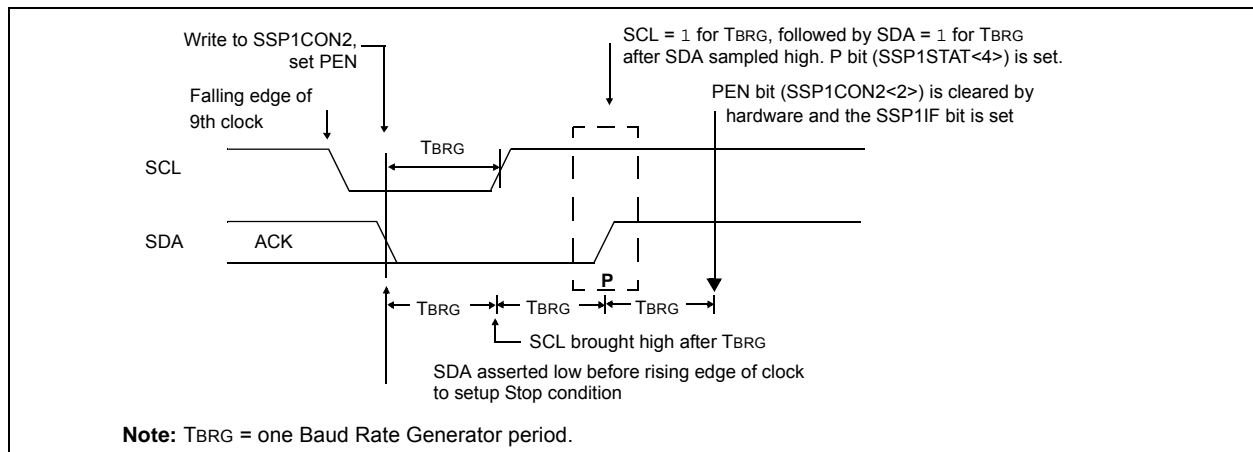 Write to SSP1CON2,
set PEN
SCL = 1 for TBRG, followed by SDA = 1 for TBRG
after SDA sampled high. P bit (SSP1STAT<4>) is set.
Falling edge of
9th clock
PEN bit (SSP1CON2<2>) is cleared by
hardware and the SSP1IF bit is set
TBRG
SCL
SDA
ACK
P
TBRG
TBRG
TBRG
SCL brought high after TBRG
SDA asserted low before rising edge of clock
to setup Stop condition
Note: TBRG = one Baud Rate Generator period.